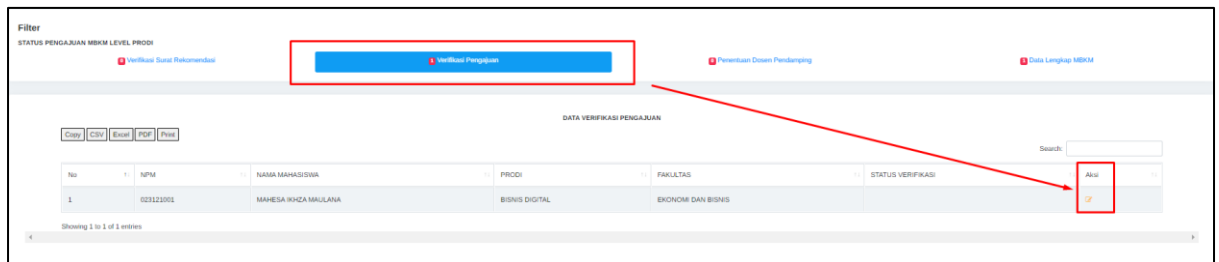 Filter
STATUS PENGAJUAN MBKM LEVEL PRODI
0 Verifikasi Surat Rekomendasi
1 Verifikasi Pengajuan
0 Penentuan Dosen Pendamping
1 Data Lengkap MBKM
DATA VERIFIKASI PENGAJUAN
Copy CSV Excel PDF Print
Search:
No NPM NAMA MAHASISWA PRODI FAKULTAS STATUS VERIFIKASI Aksi
1 023121001 MAHESA IKHZA MAULANA BISNIS DIGITAL EKONOMI DAN BISNIS
Showing 1 to 1 of 1 entries